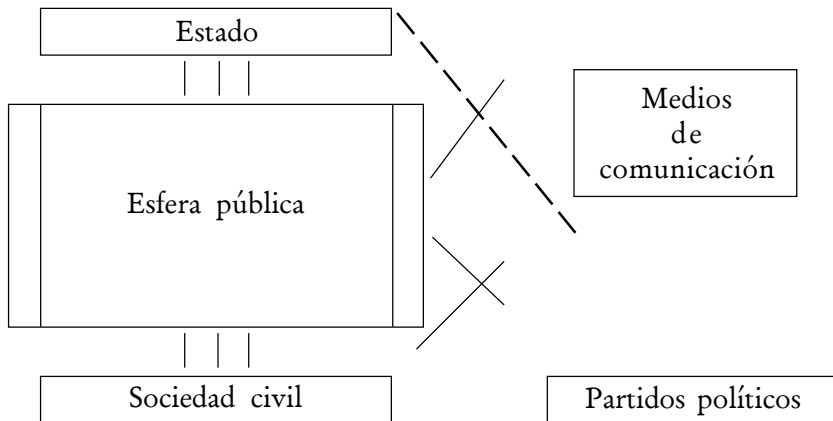 Estado
Medios
de
comunicación
Esfera pública
Sociedad civil
Partidos políticos